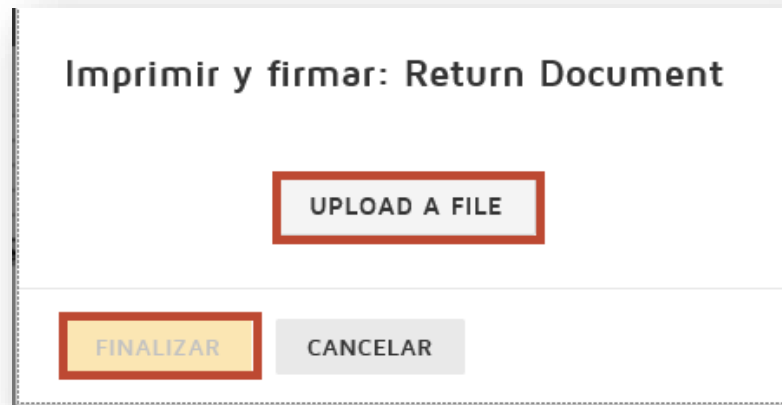 Imprimir y firmar: Return Document
UPLOAD A FILE
FINALIZAR
CANCELAR